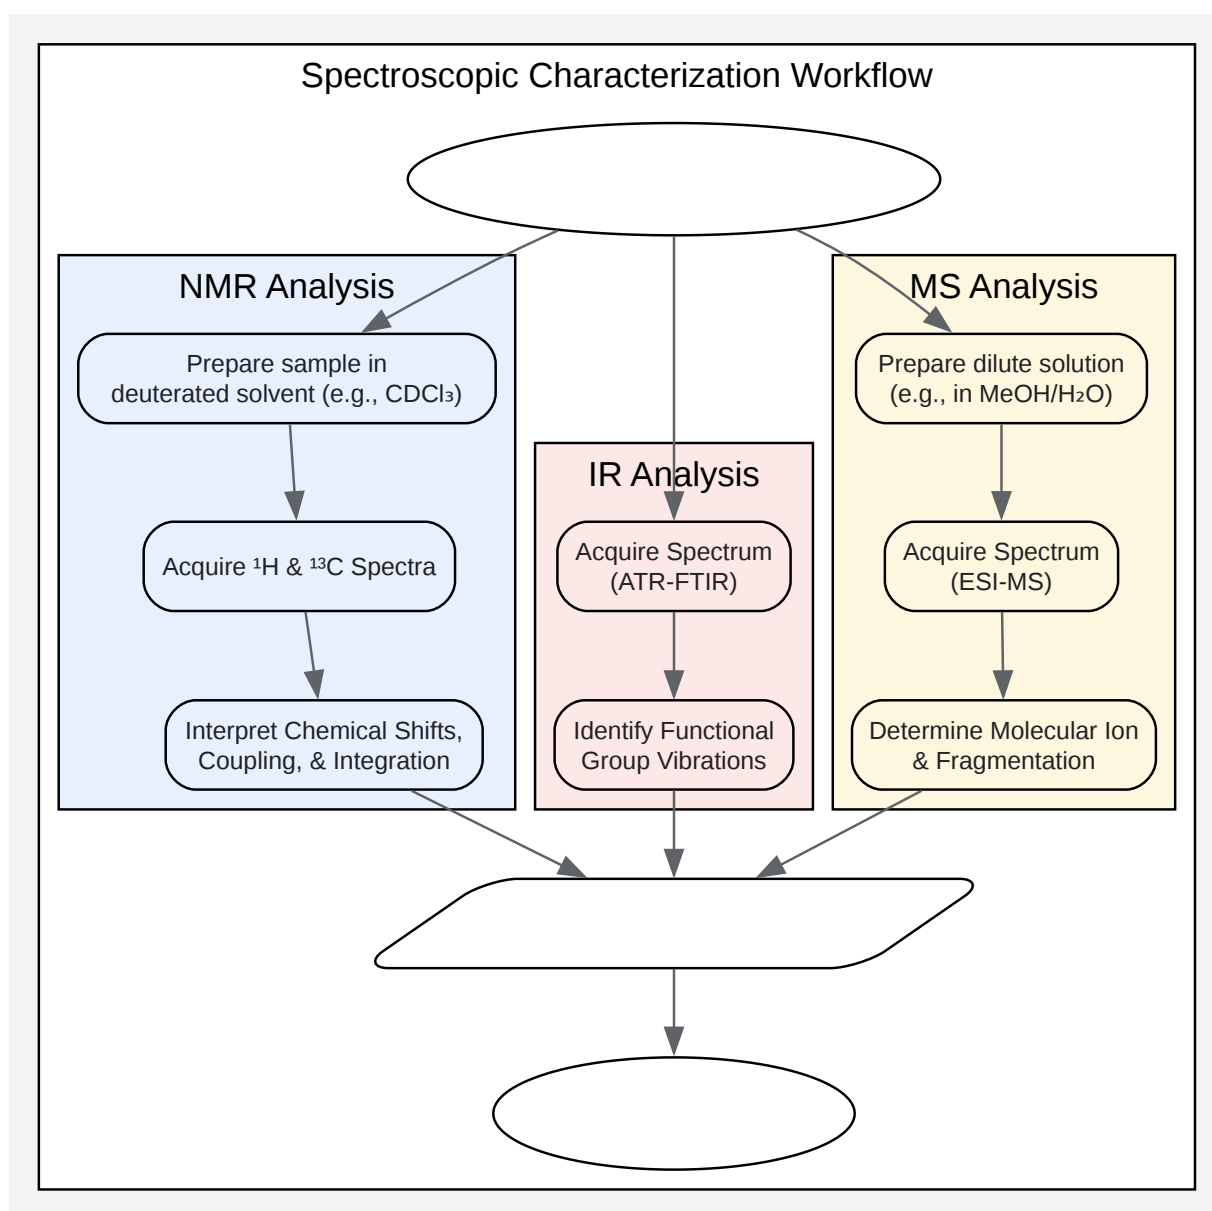 Spectroscopic Characterization Workflow
NMR Analysis
Prepare sample in
deuterated solvent (e.g., CDCl₃)
Acquire ¹H & ¹³C Spectra
Interpret Chemical Shifts,
Coupling, & Integration
IR Analysis
Acquire Spectrum
(ATR-FTIR)
Identify Functional
Group Vibrations
MS Analysis
Prepare dilute solution
(e.g., in MeOH/H₂O)
Acquire Spectrum
(ESI-MS)
Determine Molecular Ion
& Fragmentation